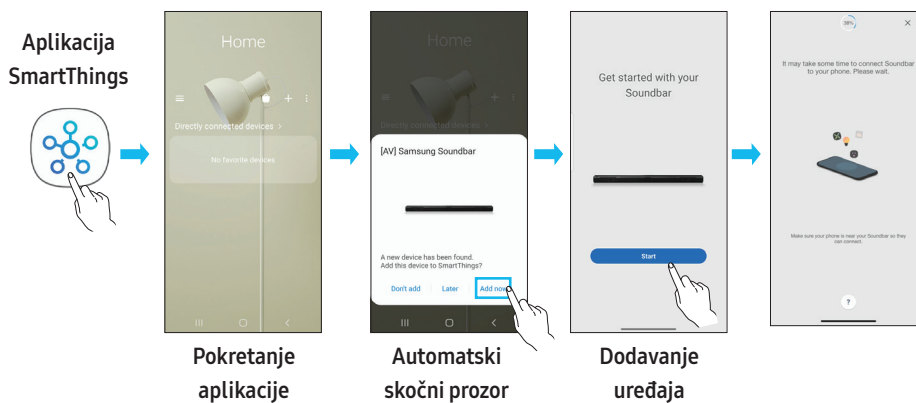 Aplikacija
SmartThings
Home
Directly connected devices >
No favorite devices
Pokretanje
aplikacije
Home
Directly connected devices >
[AV] Samsung Soundbar
A new device has been found.
Add this device to SmartThings?
Don't add
Later
Add now
Automatski
skočni prozor
Get started with your
Soundbar
Start
Dodavanje
uređaja
39%
It may take some time to connect Soundbar
to your phone. Please wait.
Make sure your phone is near your Soundbar so they
can connect.
?